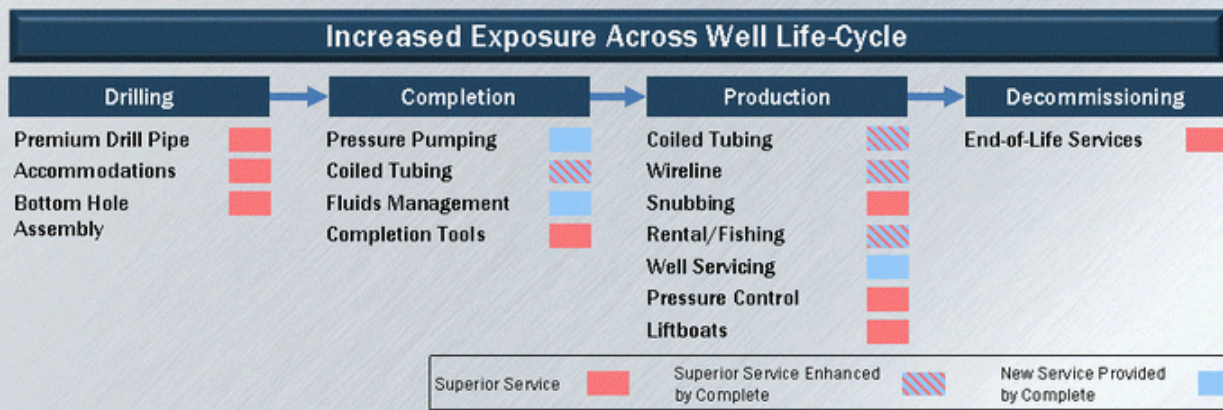 Increased Exposure Across Well Life-Cycle
Drilling
Premium Drill Pipe
Accommodations
Bottom Hole
Assembly
Completion
Pressure Pumping
Coiled Tubing
Fluids Management
Completion Tools
Production
Coiled Tubing
Wireline
Snubbing
Rental/Fishing
Well Servicing
Pressure Control
Liftboats
Decommissioning
End-of-Life Services
Superior Service
Superior Service Enhanced
by Complete
New Service Provided
by Complete